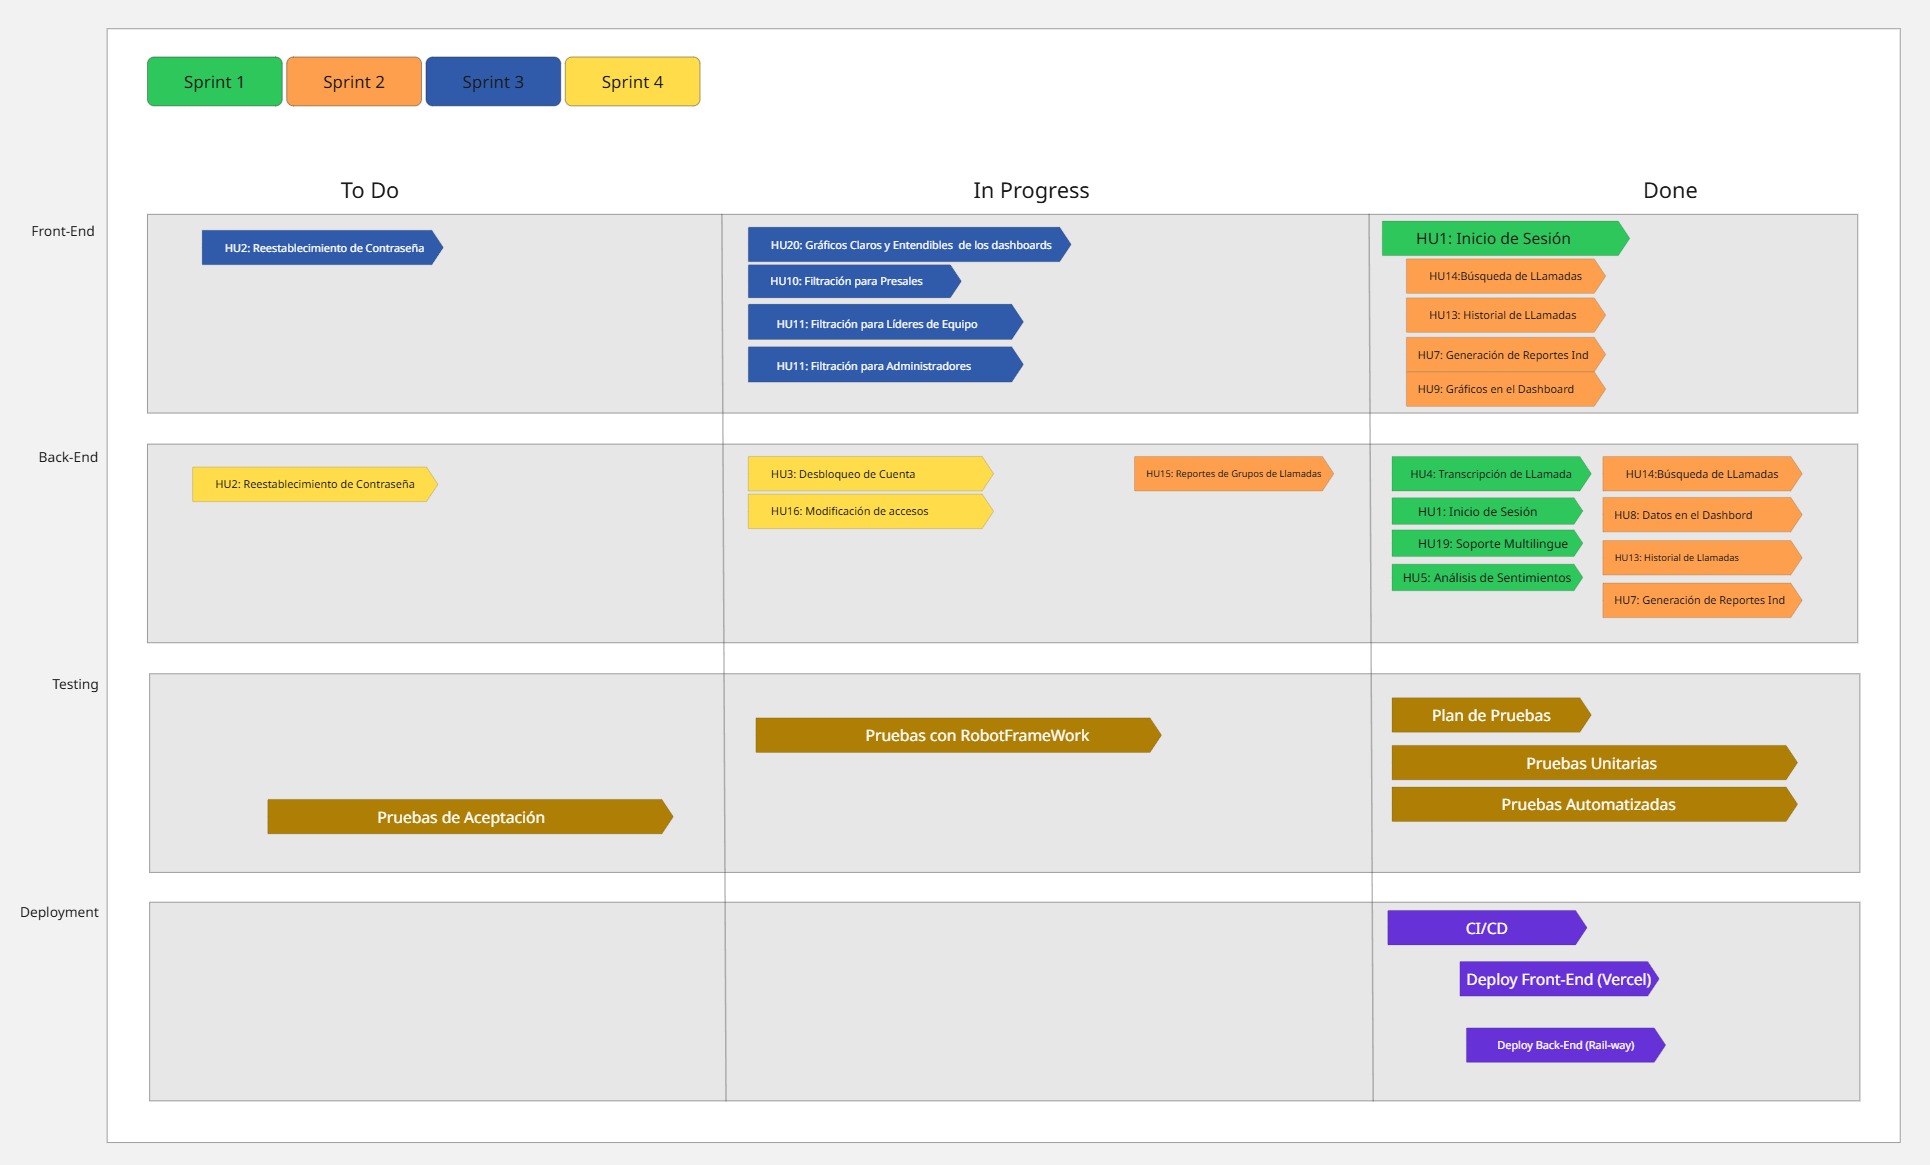 Sprint 1
Sprint 2
Sprint 3
Sprint 4
To Do
In Progress
Done
Front-End
HU2: Reestablecimiento de Contraseña
HU20: Gráficos Claros y Entendibles  de los dashboards
HU10: Filtración para Presales
HU11: Filtración para Líderes de Equipo
HU11: Filtración para Administradores
HU1: Inicio de Sesión
HU14:Búsqueda de LLamadas
HU13: Historial de LLamadas
HU7: Generación de Reportes Ind
HU9: Gráficos en el Dashboard
Back-End
HU2: Reestablecimiento de Contraseña
HU3: Desbloqueo de Cuenta
HU16: Modificación de accesos
HU15: Reportes de Grupos de Llamadas
HU4: Transcripción de LLamada
HU1: Inicio de Sesión
HU19: Soporte Multilingue
HU5: Análisis de Sentimientos
HU14:Búsqueda de LLamadas
HU8: Datos en el Dashbord
HU13: Historial de Llamadas
HU7: Generación de Reportes Ind
Testing
Pruebas de Aceptación
Pruebas con RobotFrameWork
Plan de Pruebas
Pruebas Unitarias
Pruebas Automatizadas
Deployment
CI/CD
Deploy Front-End (Vercel)
Deploy Back-End (Rail-way)